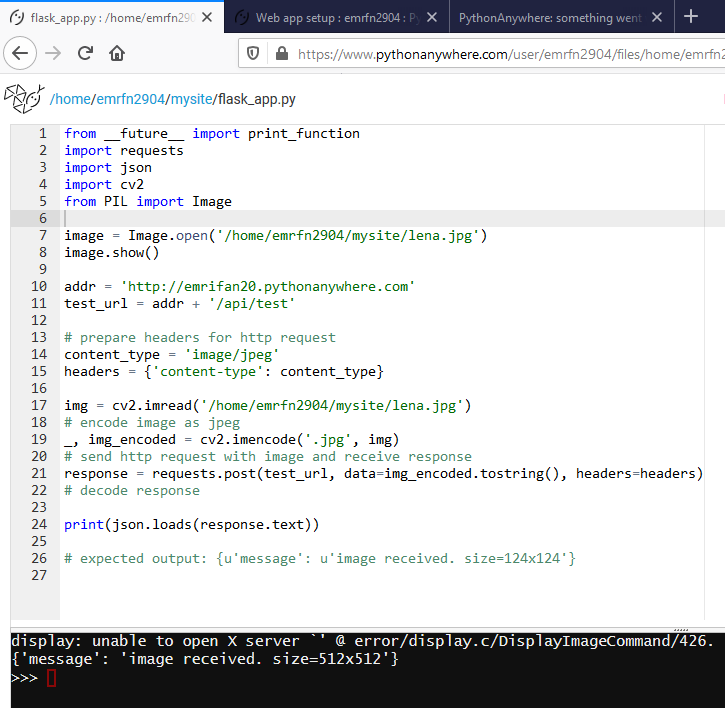 flask_app.py : /home/emrfn290
Web app setup : emrfn2904 : Py
PythonAnywhere: something went
https://www.pythonanywhere.com/user/emrfn2904/files/home/emrfn2
/home/emrfn2904/mysite/flask_app.py
1 from __future__ import print_function
2 import requests
3 import json
4 import cv2
5 from PIL import Image
6
7 image = Image.open('/home/emrfn2904/mysite/lena.jpg')
8 image.show()
9
10 addr = 'http://emrifan20.pythonanywhere.com'
11 test_url = addr + '/api/test'
12
13 # prepare headers for http request
14 content_type = 'image/jpeg'
15 headers = {'content-type': content_type}
16
17 img = cv2.imread('/home/emrfn2904/mysite/lena.jpg')
18 # encode image as jpeg
19 _, img_encoded = cv2.imencode('.jpg', img)
20 # send http request with image and receive response
21 response = requests.post(test_url, data=img_encoded.tostring(), headers=headers)
22 # decode response
23
24 print(json.loads(response.text))
25
26 # expected output: {u'message': u'image received. size=124x124'}
27
display: unable to open X server `' @ error/display.c/DisplayImageCommand/426.
{'message': 'image received. size=512x512'}
>>>